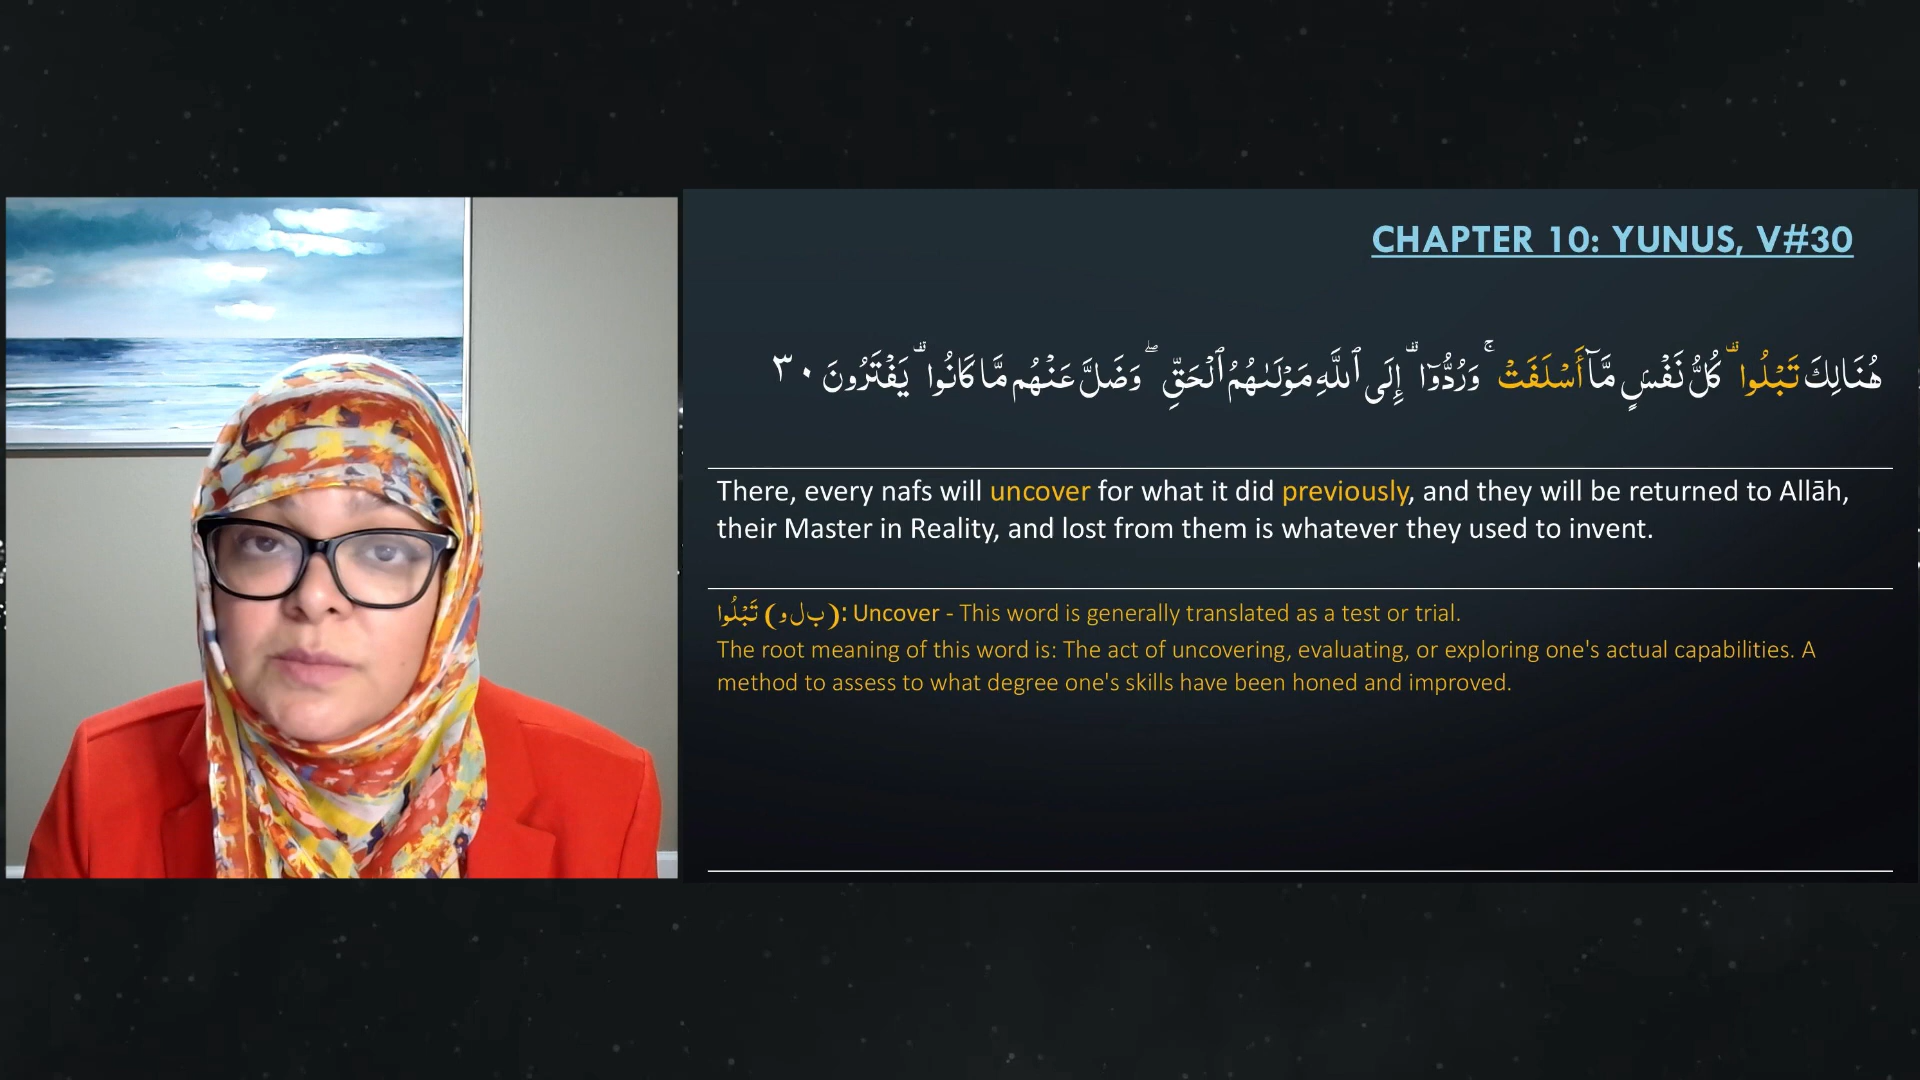 CHAPTER 10: YUNUS, V#30
هُنَالِكَ تَبْلُوا۟ كُلُّ نَفْسٍ مَّآ أَسْلَفَتْ ۚ وَرُدُّوٓا۟ إِلَى ٱللَّهِ مَوْلَىٰهُمُ ٱلْحَقِّ ۖ وَضَلَّ عَنْهُم مَّا كَانُوا۟ يَفْتَرُونَ ٣٠
There, every nafs will uncover for what it did previously, and they will be returned to Allāh,
their Master in Reality, and lost from them is whatever they used to invent.
تَبْلُوا (ب ل و): Uncover - This word is generally translated as a test or trial.
The root meaning of this word is: The act of uncovering, evaluating, or exploring one's actual capabilities. A
method to assess to what degree one's skills have been honed and improved.